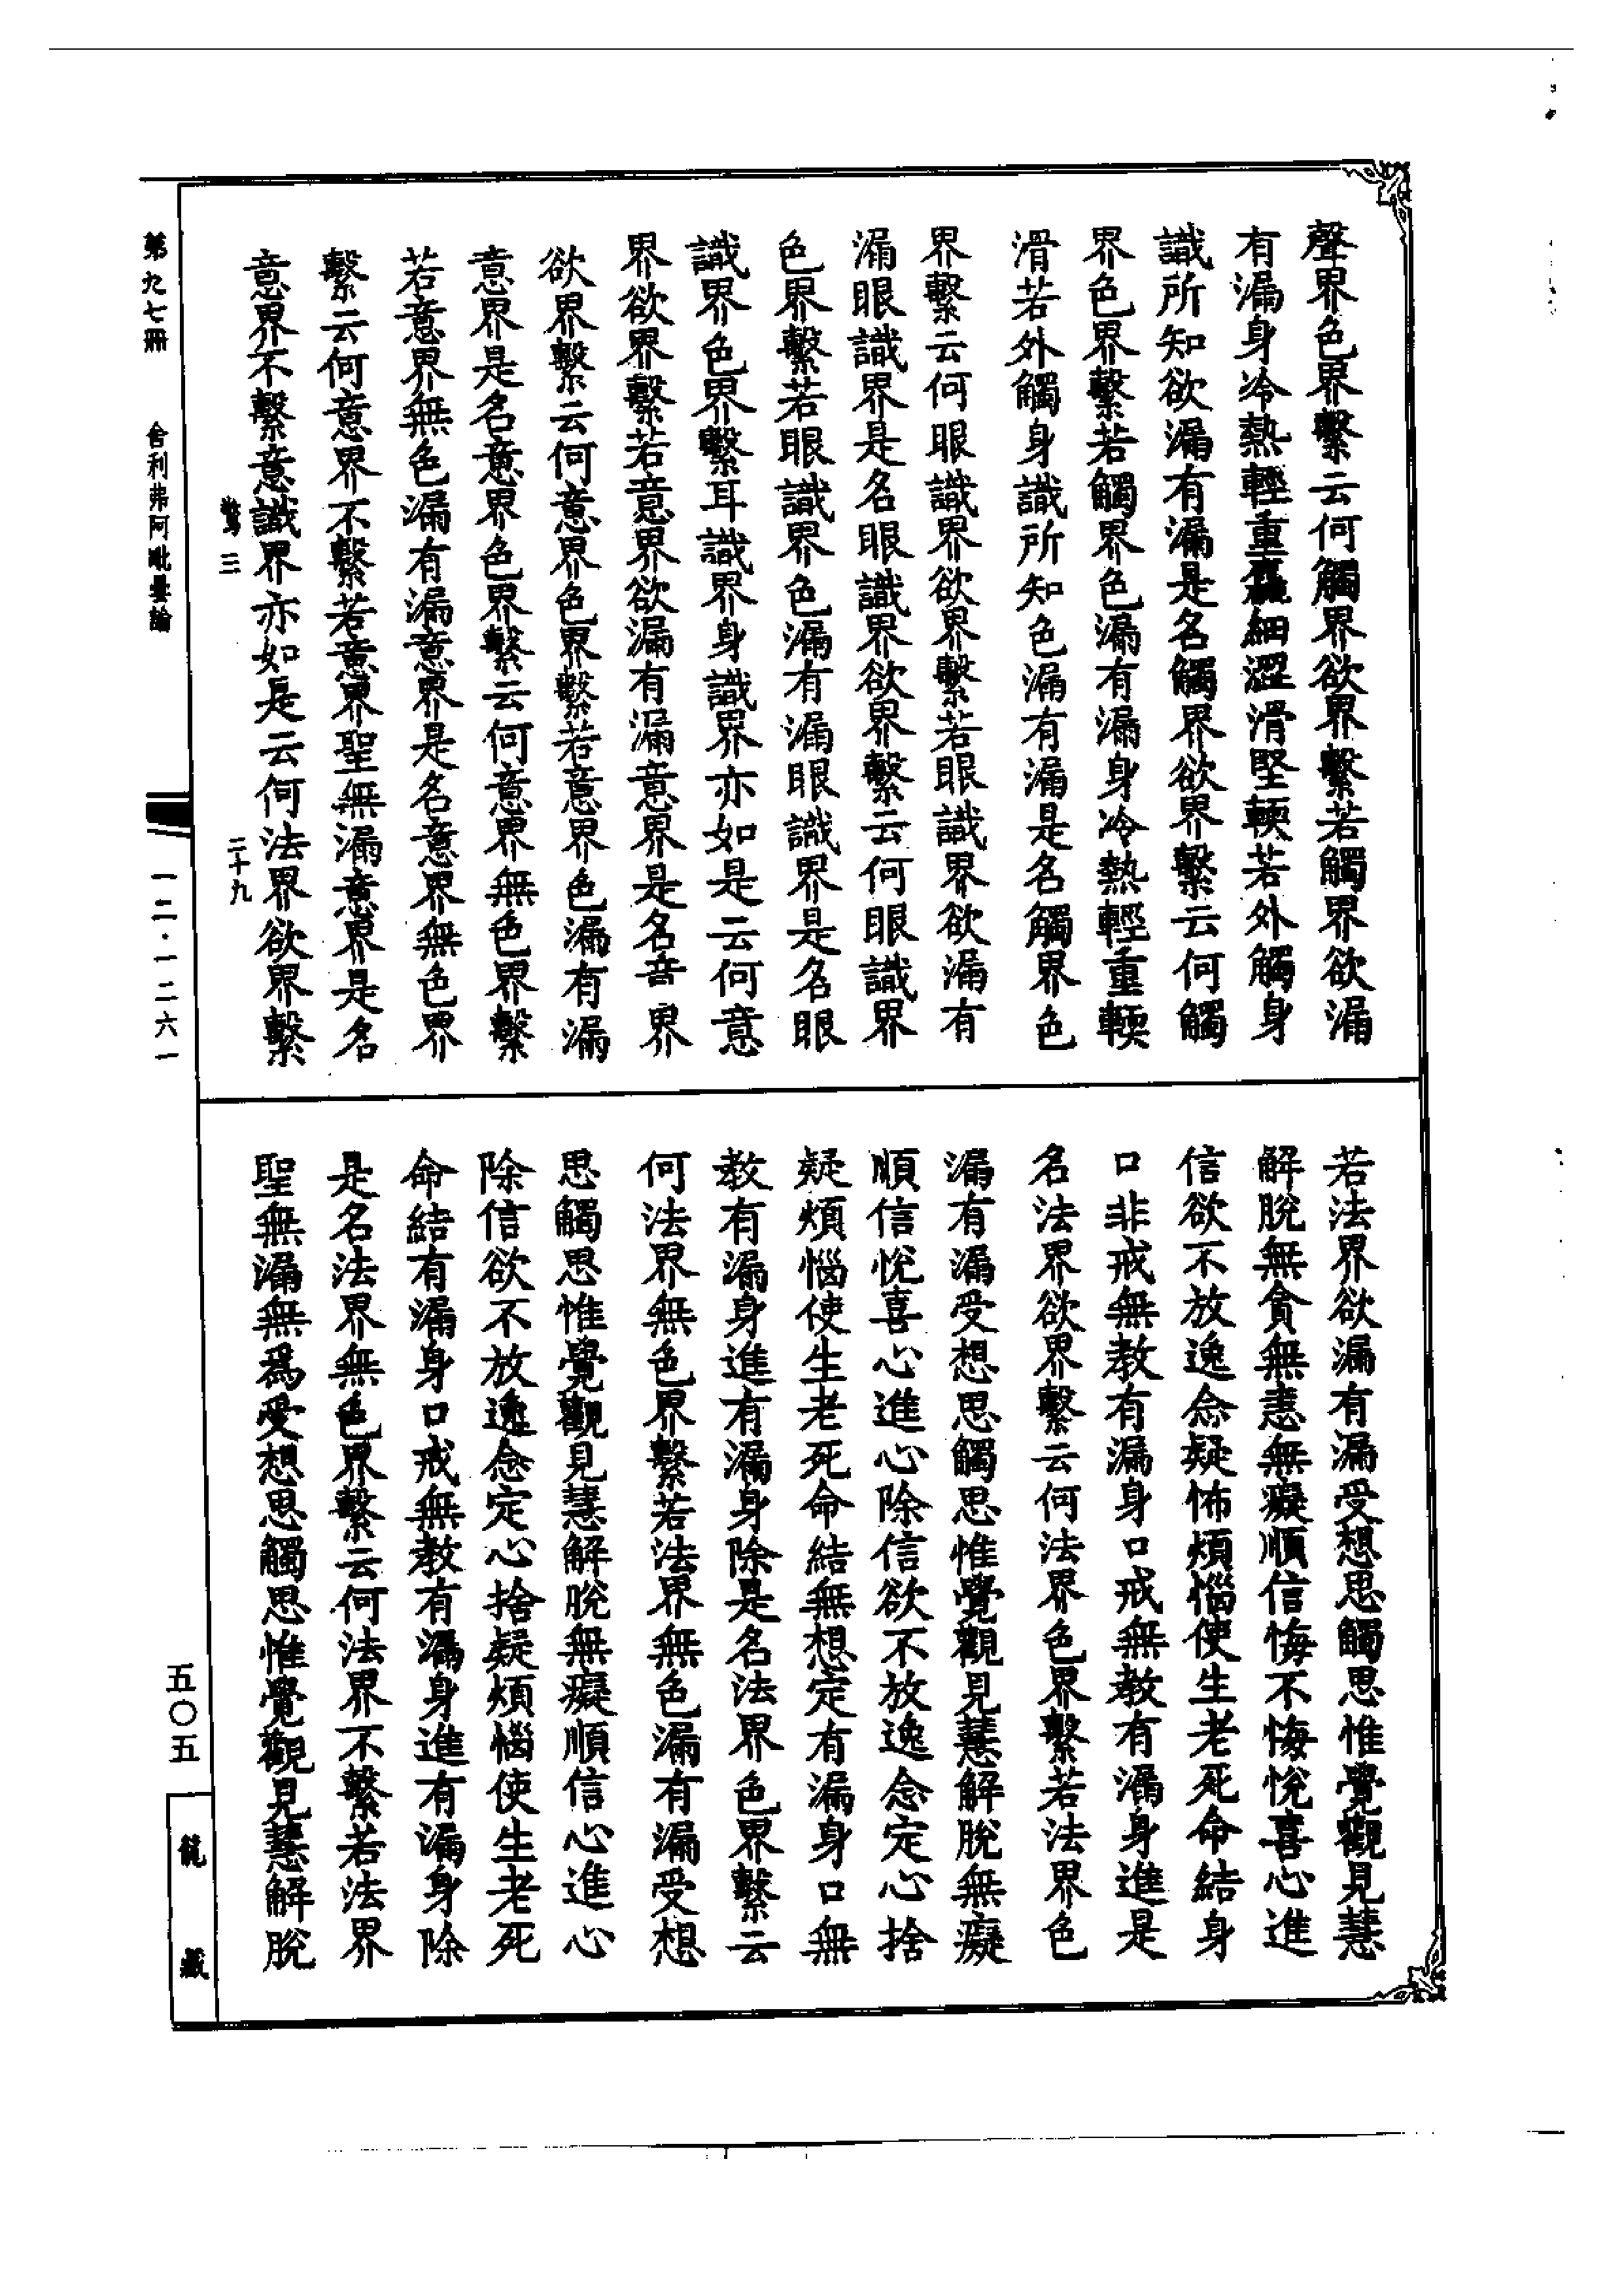 聲界色界繫云何觸界欲界繫若觸界欲漏
有漏身冷熱輕重麤細澀滑堅輭若外觸身
識所知欲漏有漏是名觸界欲界繫云何觸
界色界繫若觸界色漏有漏身冷熱輕重輭
滑若外觸身識所知色漏有漏是名觸界色
界繫云何眼識界欲界繫若眼識界欲漏有
漏眼識界是名眼識界欲界繫云何眼識界
色界繫若眼識界色漏有漏眼識界是名眼
識界色界繫耳識界身識界亦如是云何意
界欲界繫若意界欲漏有漏意界是名意界
欲界繫云何意界色界繫若意界色漏有漏
意界是名意界色界繫云何意界無色界繫
若意界無色漏有漏意界是名意界無色界
繫云何意界不繫若意界聖無漏意界是名
意界不繫意識界亦如是云何法界欲界繫
若法界欲漏有漏受想思觸思惟覺觀見慧
解脫無貪無恚無癡順信悔不悔悅喜心進
信欲不放逸念疑怖煩惱使生老死命結身
口非戒無教有漏身口戒無教有漏身進是
名法界欲界繫云何法界色界繫若法界色
漏有漏受想思觸思惟覺觀見慧解脫無癡
順信悅喜心進心除信欲不放逸念定心捨
疑煩惱使生老死命結無想定有漏身口無
教有漏身進有漏身除是名法界色界繫云
何法界無色界繫若法界無色漏有漏受想
思觸思惟覺觀見慧解脫無癡順信心進心
除信欲不放逸念定心捨疑煩惱使生老死
命結有漏身口戒無教有漏身進有漏身除
是名法界無色界繫云何法界不繫若法界
聖無漏無爲受想思觸思惟覺觀見慧解脫
第九七冊 舍利弗阿毗曇論
三 二十九
一二·一二六一
五〇五
龍藏